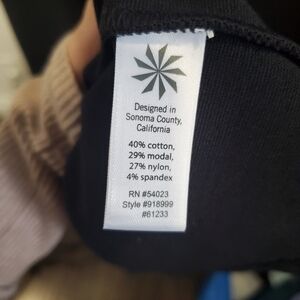 Designed in
Sonoma County,
California
40% cotton,
29% modal,
27% nylon,
4% spandex
RN #54023
Style #918999
#61233